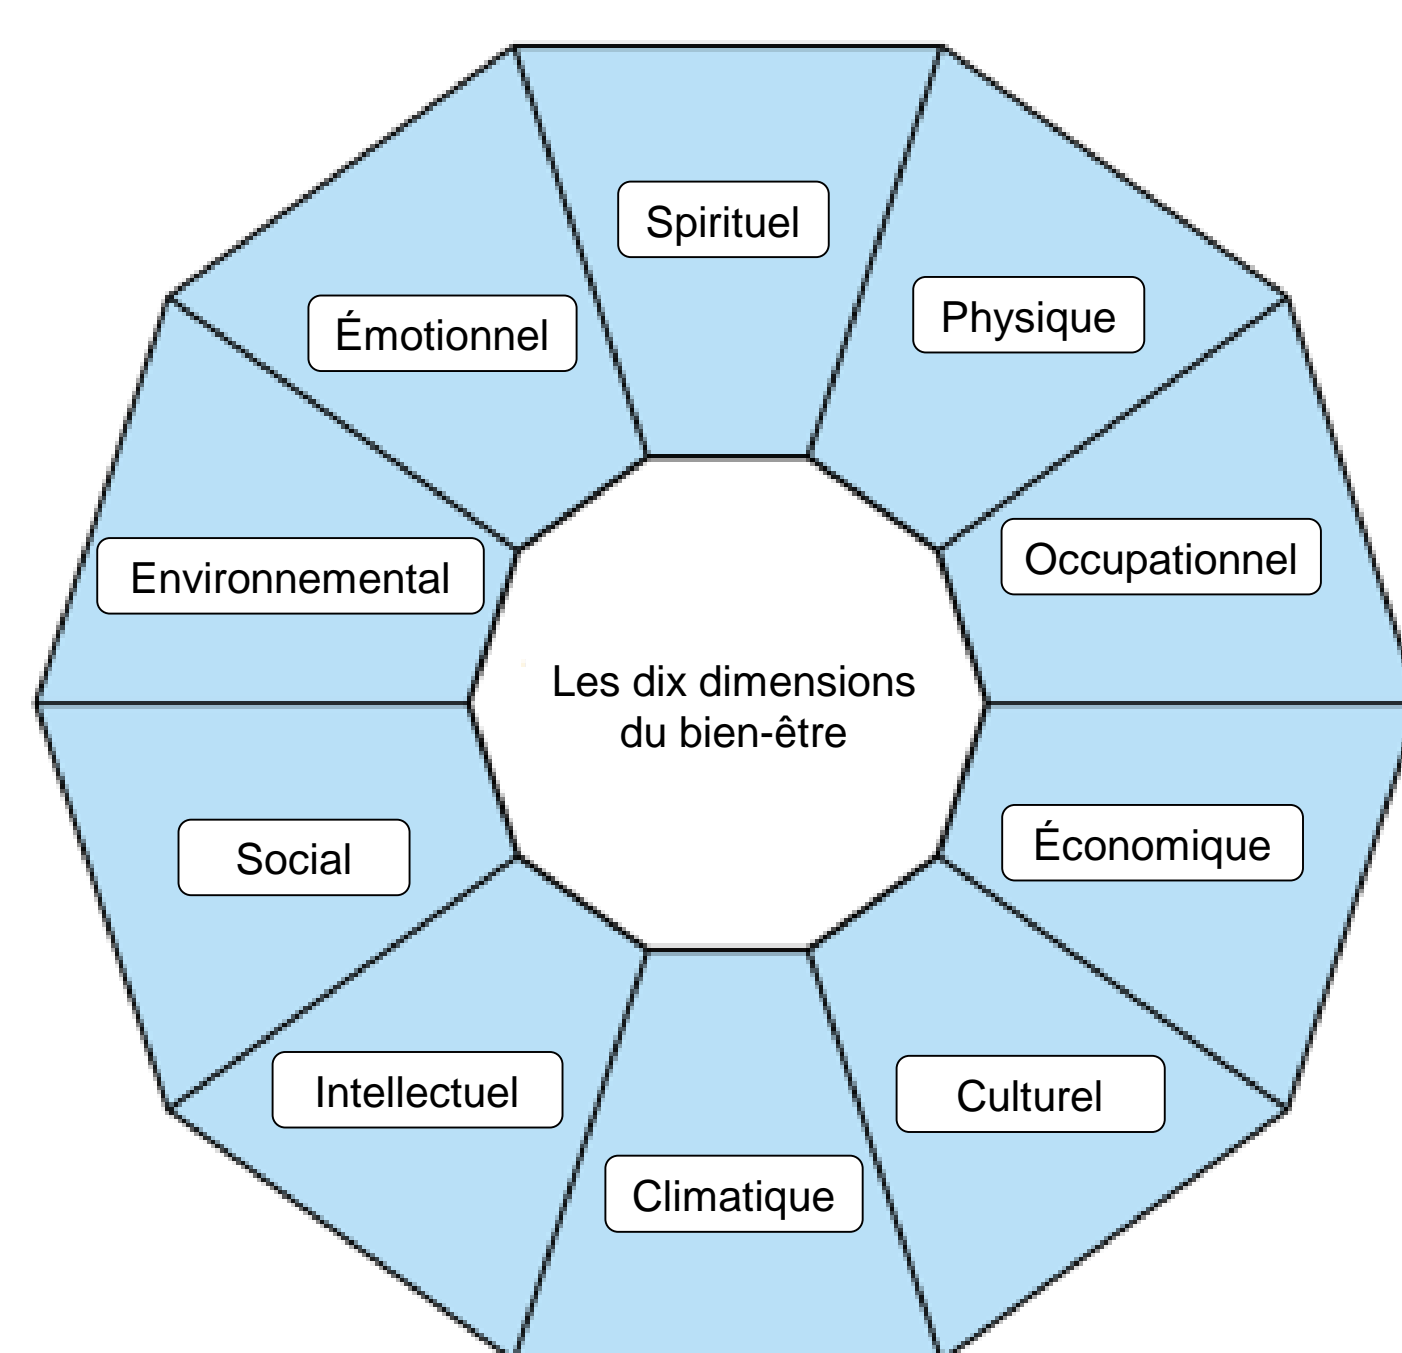 Spirituel
Physique
Émotionnel
Occupationnel
Environnemental
Les dix dimensions
du bien-être
Économique
Social
Intellectuel
Culturel
Climatique